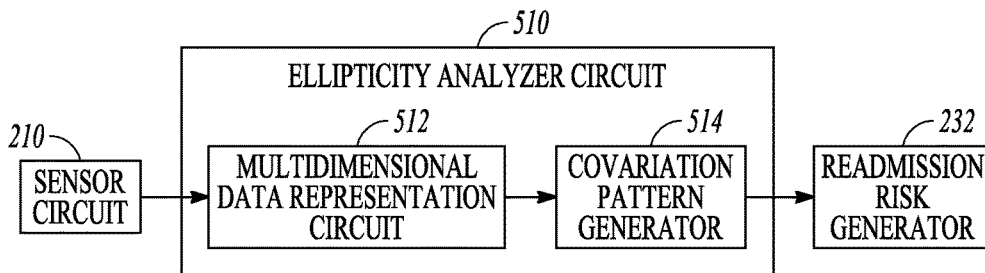 510
ELLIPTICITY ANALYZER CIRCUIT
210
SENSOR
CIRCUIT
512
MULTIDIMENSIONAL
DATA REPRESENTATION
CIRCUIT
514
COVARIATION
PATTERN
GENERATOR
232
READMISSION
RISK
GENERATOR